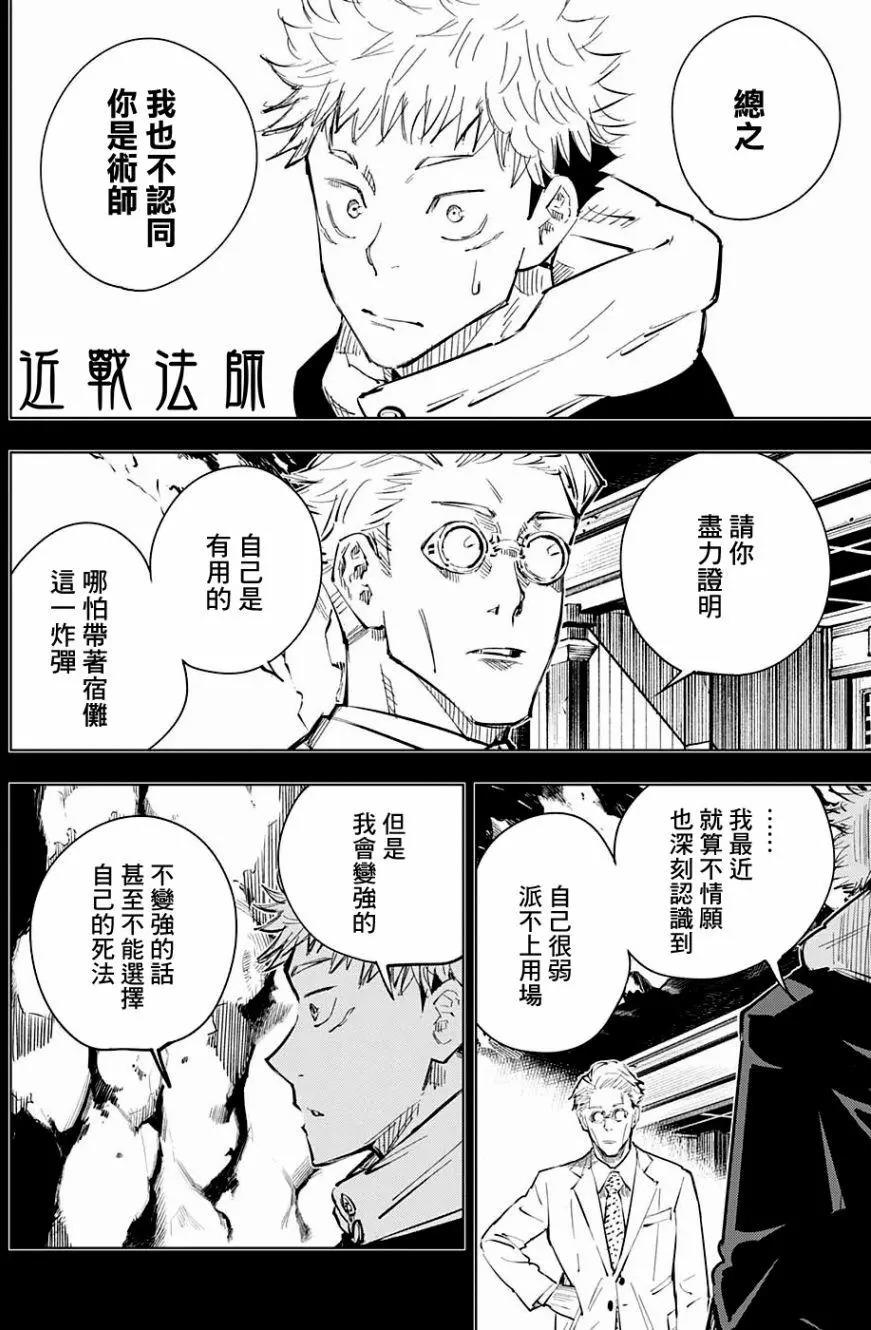 總之
我也不認同
你是術師
近戰法師
請你
盡力證明
自己是
有用的
哪怕帶著宿儺
這一炸彈
……
我最近
就算不情願
也深刻認識到
自己很弱
派不上用場
但是
我會變強的
不變強的話
甚至不能選擇
自己的死法